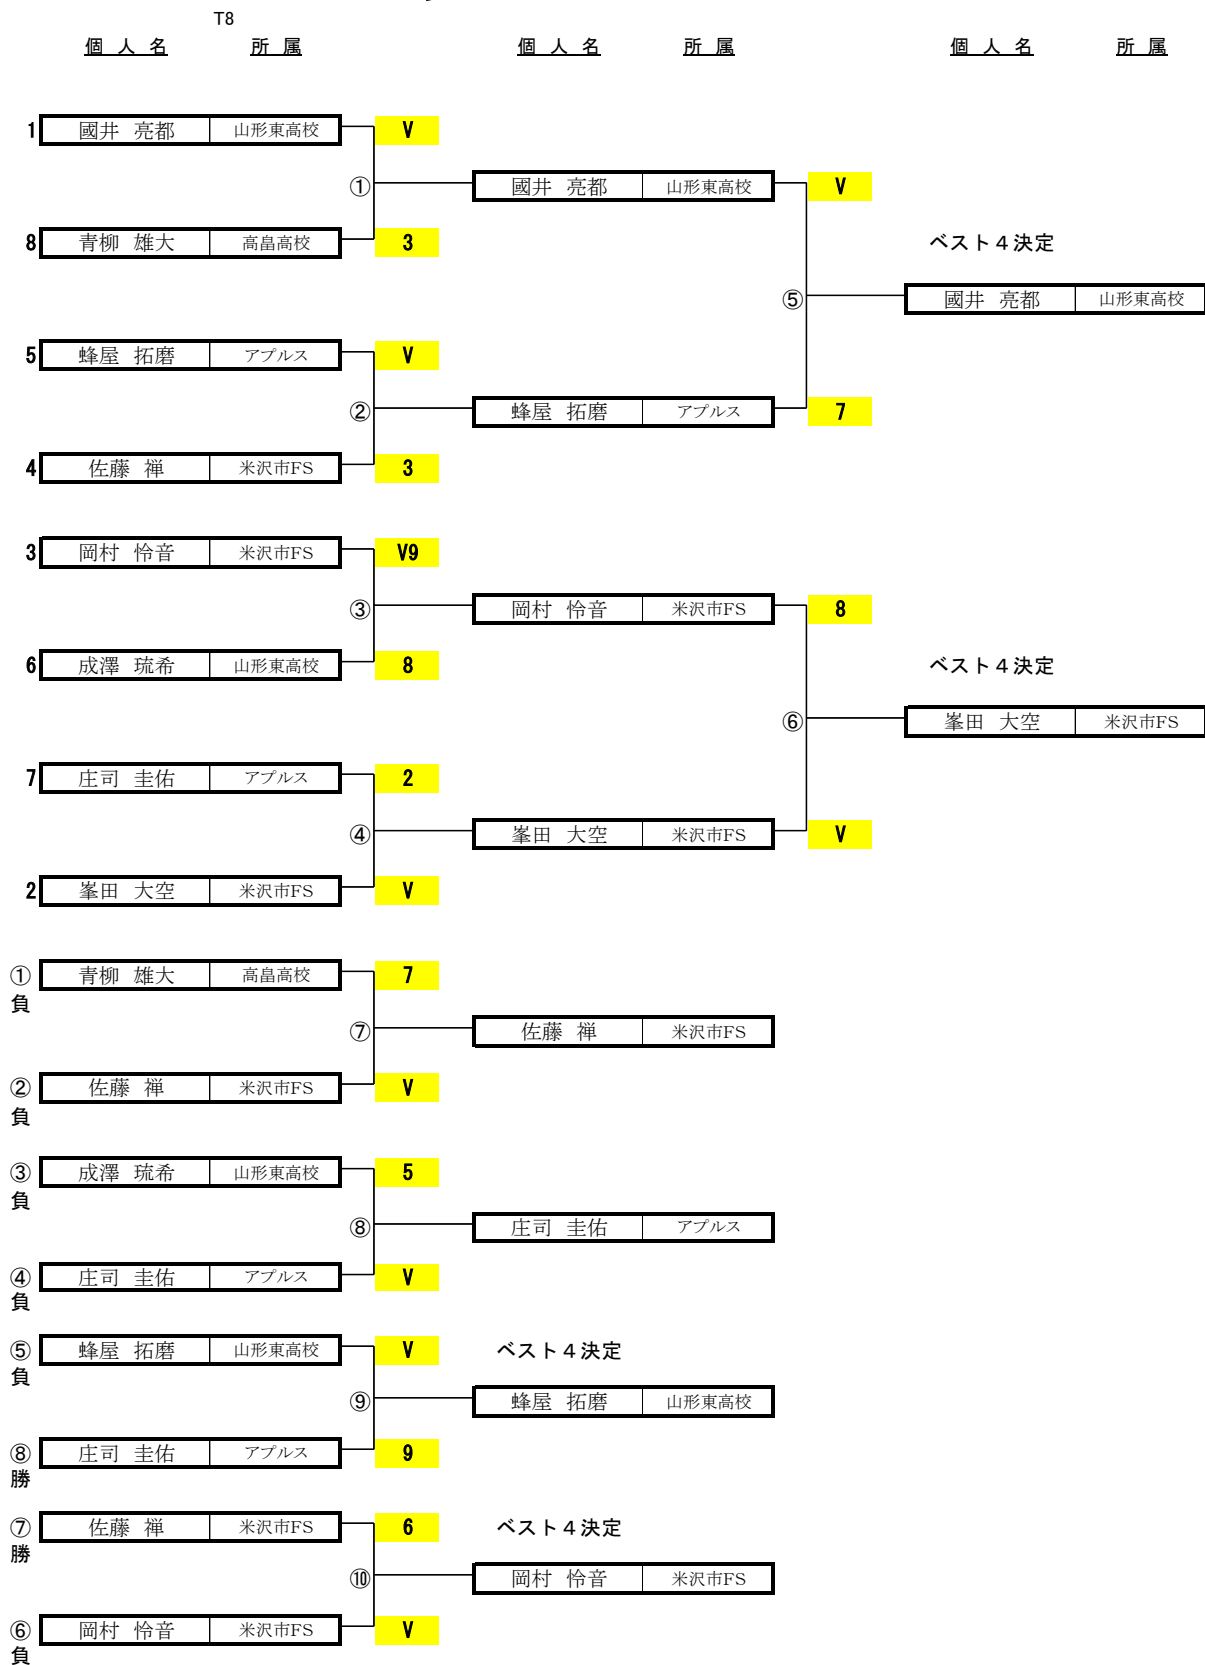 T8
個 人 名 所 属 個 人 名 所 属 個 人 名 所 属
1 國井 亮都 山形東高校 V
① 國井 亮都 山形東高校 V
8 青柳 雄大 高畠高校 3 ベスト４決定
⑤ 國井 亮都 山形東高校
5 蜂屋 拓磨 アプルス V
② 蜂屋 拓磨 アプルス 7
4 佐藤 禅 米沢市FS 3
3 岡村 怜音 米沢市FS V9
③ 岡村 怜音 米沢市FS 8
6 成澤 琉希 山形東高校 8 ベスト４決定
⑥ 峯田 大空 米沢市FS
7 庄司 圭佑 アプルス 2
④ 峯田 大空 米沢市FS V
2 峯田 大空 米沢市FS V
① 青柳 雄大 高畠高校 7
負
⑦ 佐藤 禅 米沢市FS
② 佐藤 禅 米沢市FS V
負
③ 成澤 琉希 山形東高校 5
負
⑧ 庄司 圭佑 アプルス
④ 庄司 圭佑 アプルス V
負
⑤ 蜂屋 拓磨 山形東高校 V ベスト４決定
負
⑨ 蜂屋 拓磨 山形東高校
⑧ 庄司 圭佑 アプルス 9
勝
⑦ 佐藤 禅 米沢市FS 6 ベスト４決定
勝
⑩ 岡村 怜音 米沢市FS
⑥ 岡村 怜音 米沢市FS V
負